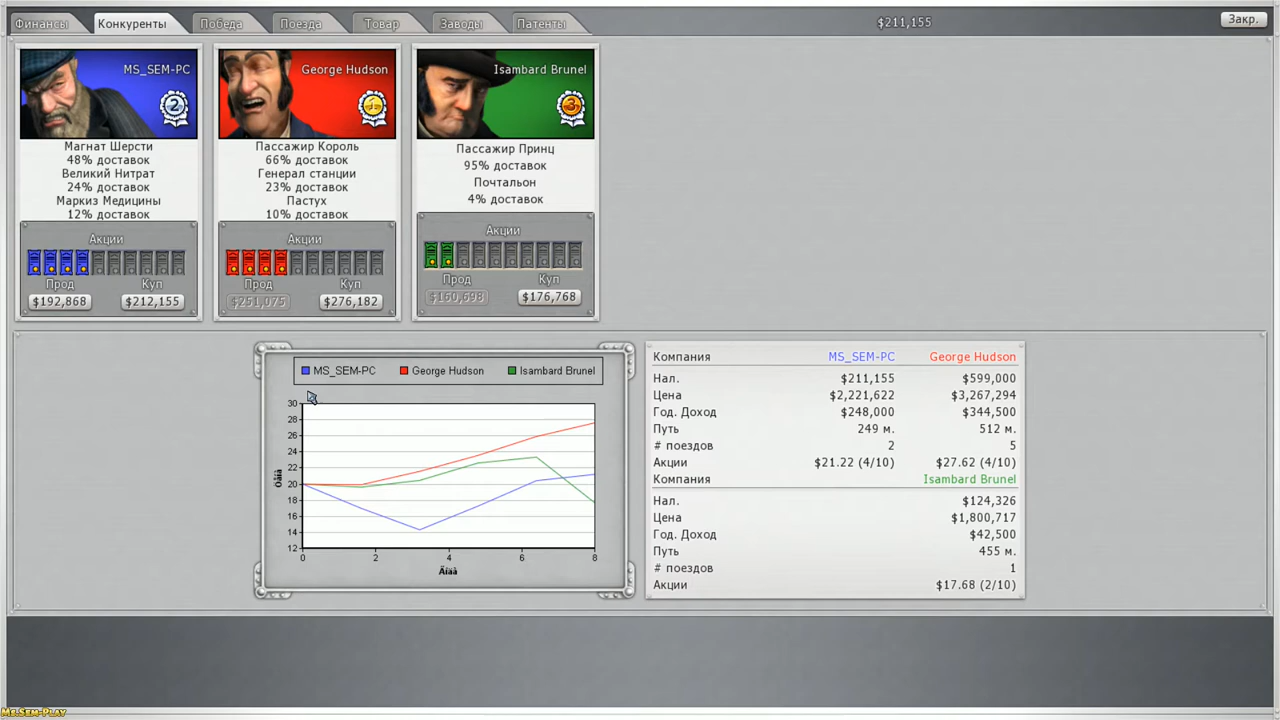 Финансы Конкуренты Победа Поезда Товар Заводы Патенты $211,155 Закр.
MS_SEM-PC
2
Магнат Шерсти
48% доставок
Великий Нитрат
24% доставок
Маркиз Медицины
12% доставок
Акции
Прод Куп
$192,868 $212,155
George Hudson
1
Пассажир Король
66% доставок
Генерал станции
23% доставок
Пастух
10% доставок
Акции
Прод Куп
$251,075 $276,182
Isambard Brunel
3
Пассажир Принц
95% доставок
Почтальон
4% доставок
Акции
Прод Куп
$160,698 $176,768
MS_SEM-PC George Hudson Isambard Brunel
30
28
26
24
22
20
18
16
14
12
0 2 4 6 8
Äíáà
Компания MS_SEM-PC George Hudson
Нал. $211,155 $599,000
Цена $2,221,622 $3,267,294
Год. Доход $248,000 $344,500
Путь 249 м. 512 м.
# поездов 2 5
Акции $21.22 (4/10) $27.62 (4/10)
Компания Isambard Brunel
Нал. $124,326
Цена $1,800,717
Год. Доход $42,500
Путь 455 м.
# поездов 1
Акции $17.68 (2/10)
Ms.Sem-Play